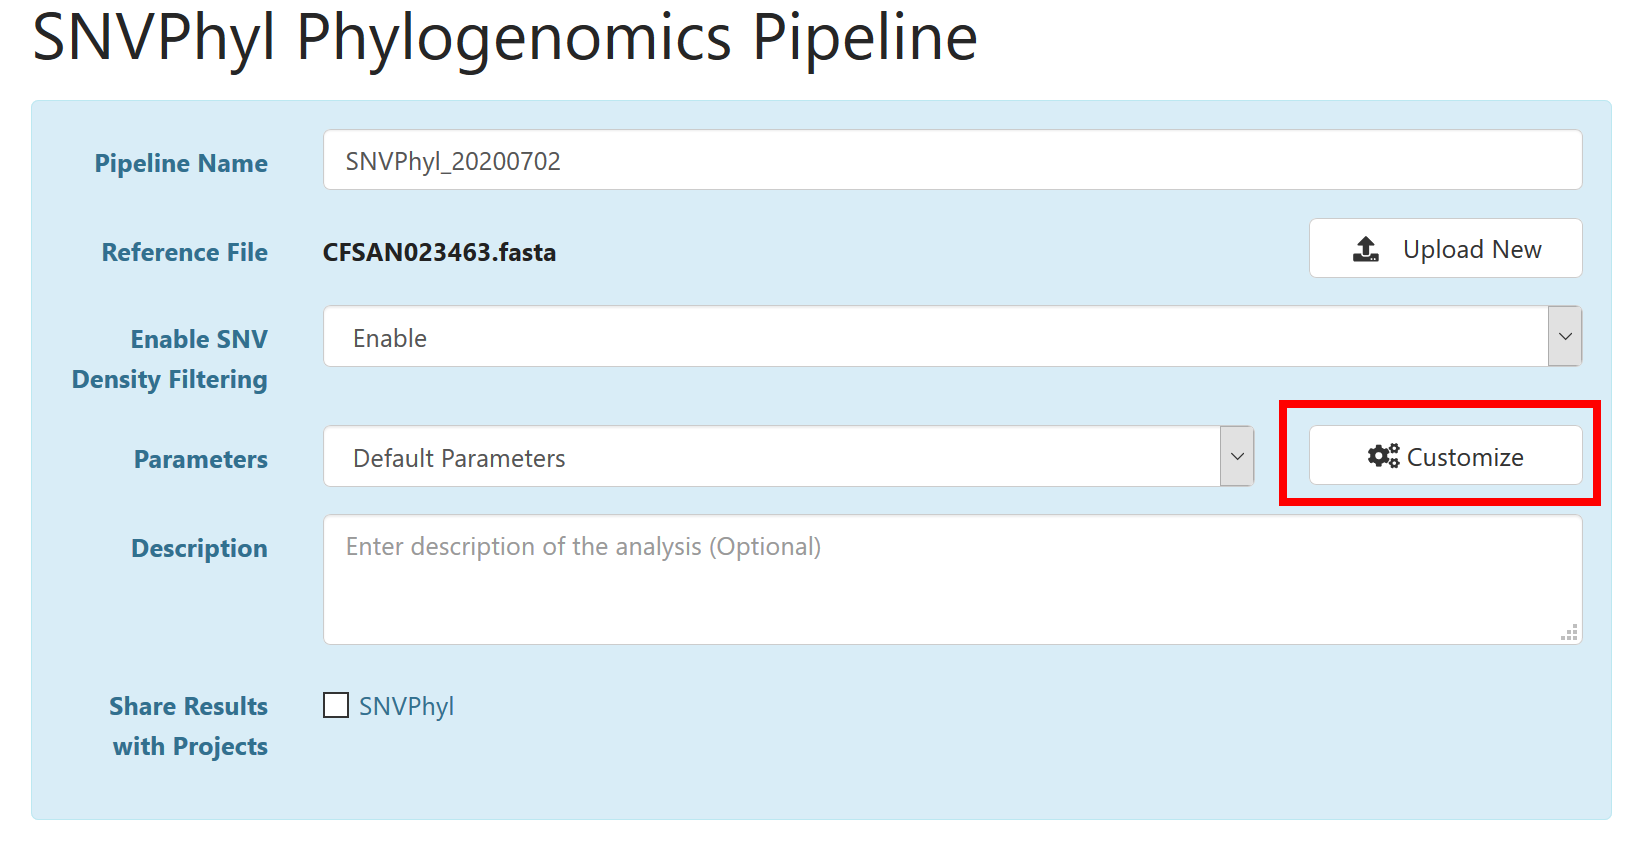 SNVPhyl Phylogenomics Pipeline
Pipeline Name
SNVPhyl_20200702
Reference File
CFSAN023463.fasta
Upload New
Enable SNV
Density Filtering
Enable
Parameters
Default Parameters
Customize
Description
Enter description of the analysis (Optional)
Share Results
with Projects
SNVPhyl